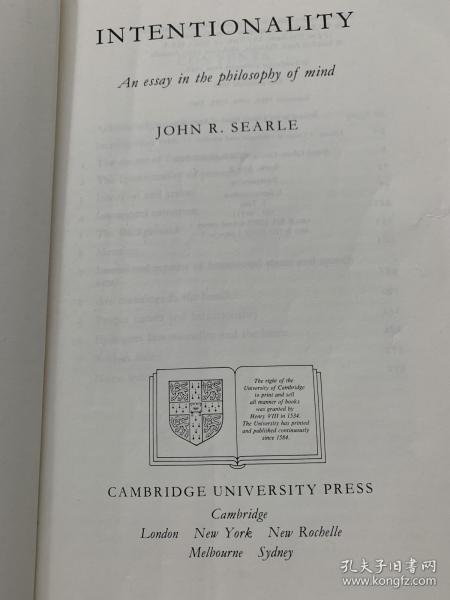 INTENTIONALITY
An essay in the philosophy of mind
JOHN R. SEARLE
The right of the
University of Cambridge
to print and sell
all manner of books
was granted by
Henry VIII in 1534.
The University has printed
and published continuously
since 1584.
CAMBRIDGE UNIVERSITY PRESS
Cambridge
London New York New Rochelle
Melbourne Sydney
孔夫子旧书网
www.kongfz.com